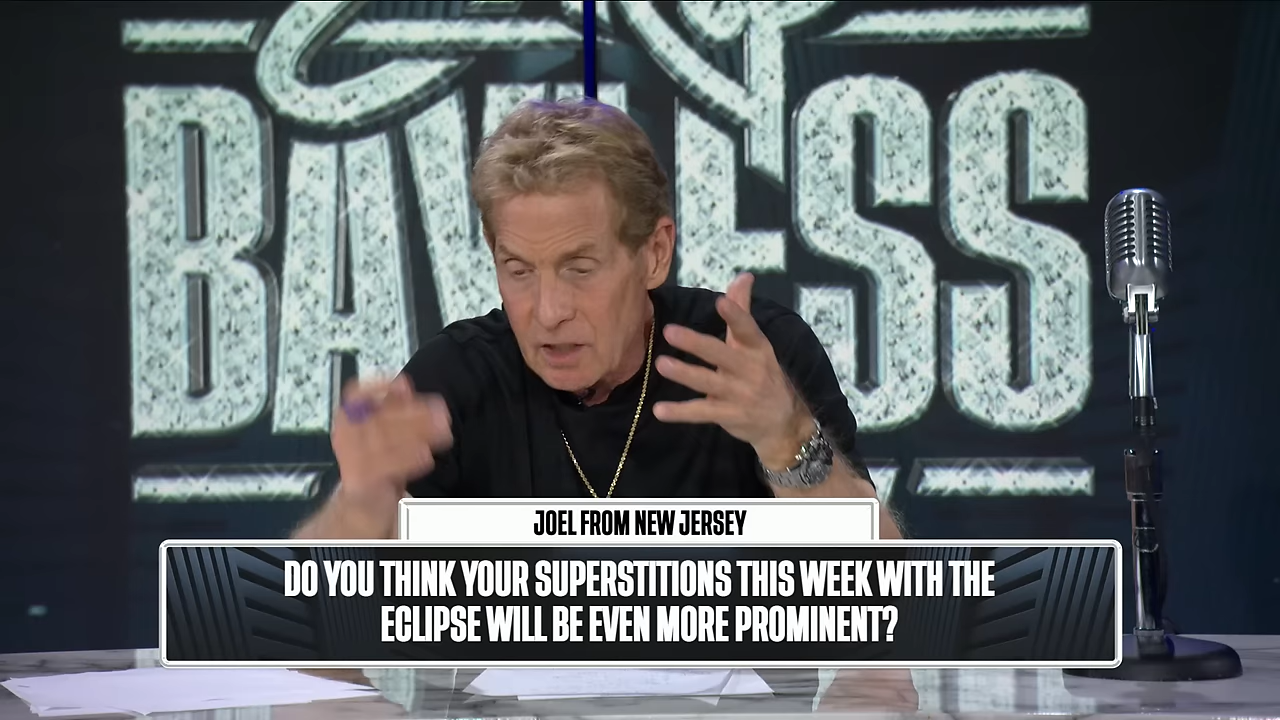 BAYLESS
JOEL FROM NEW JERSEY
DO YOU THINK YOUR SUPERSTITIONS THIS WEEK WITH THE
ECLIPSE WILL BE EVEN MORE PROMINENT?